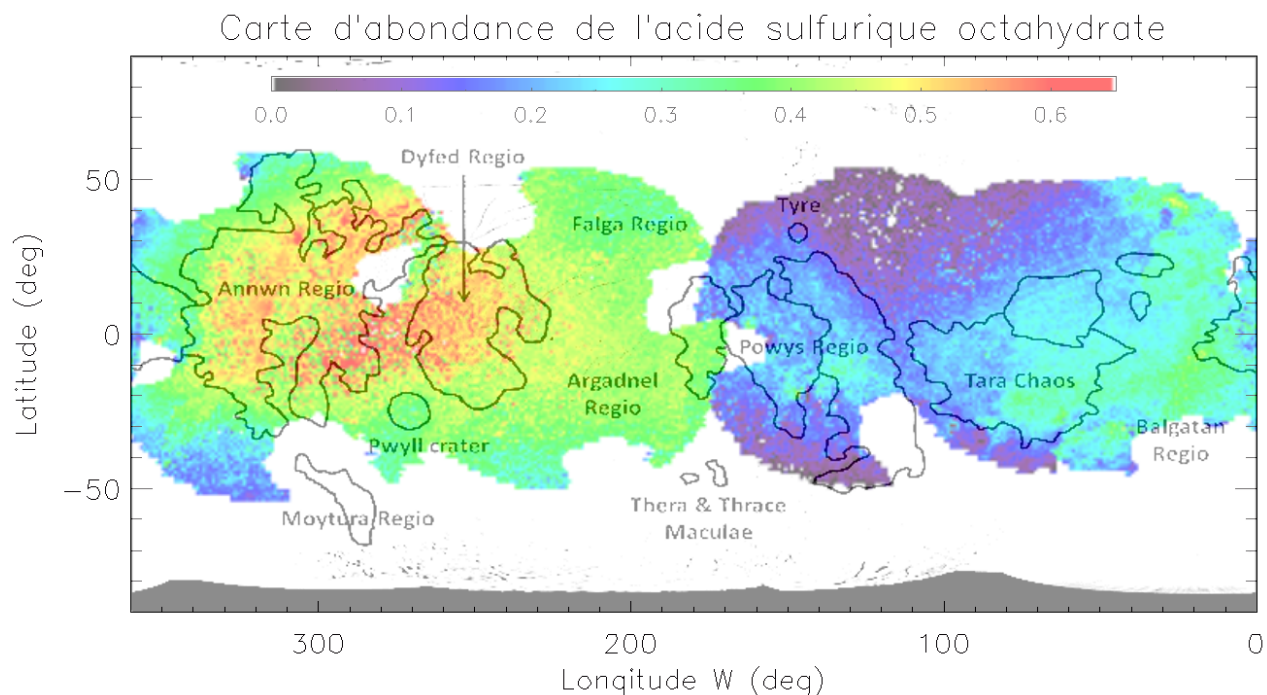 Carte d'abondance de l'acide sulfurique octahydrate
0.0 0.1 0.2 0.3 0.4 0.5 0.6
Dyfed Regio
50
Tyre
Falga Regio
Annwn Regio
0
Powys Regio
Argadnel
Regio
Tara Chaos
Pwyll crater
Balgatan
Regio
-50
Moytura Regio
Thera & Thrace
Maculae
Latitude (deg)
300 200 100 0
Longitude W (deg)